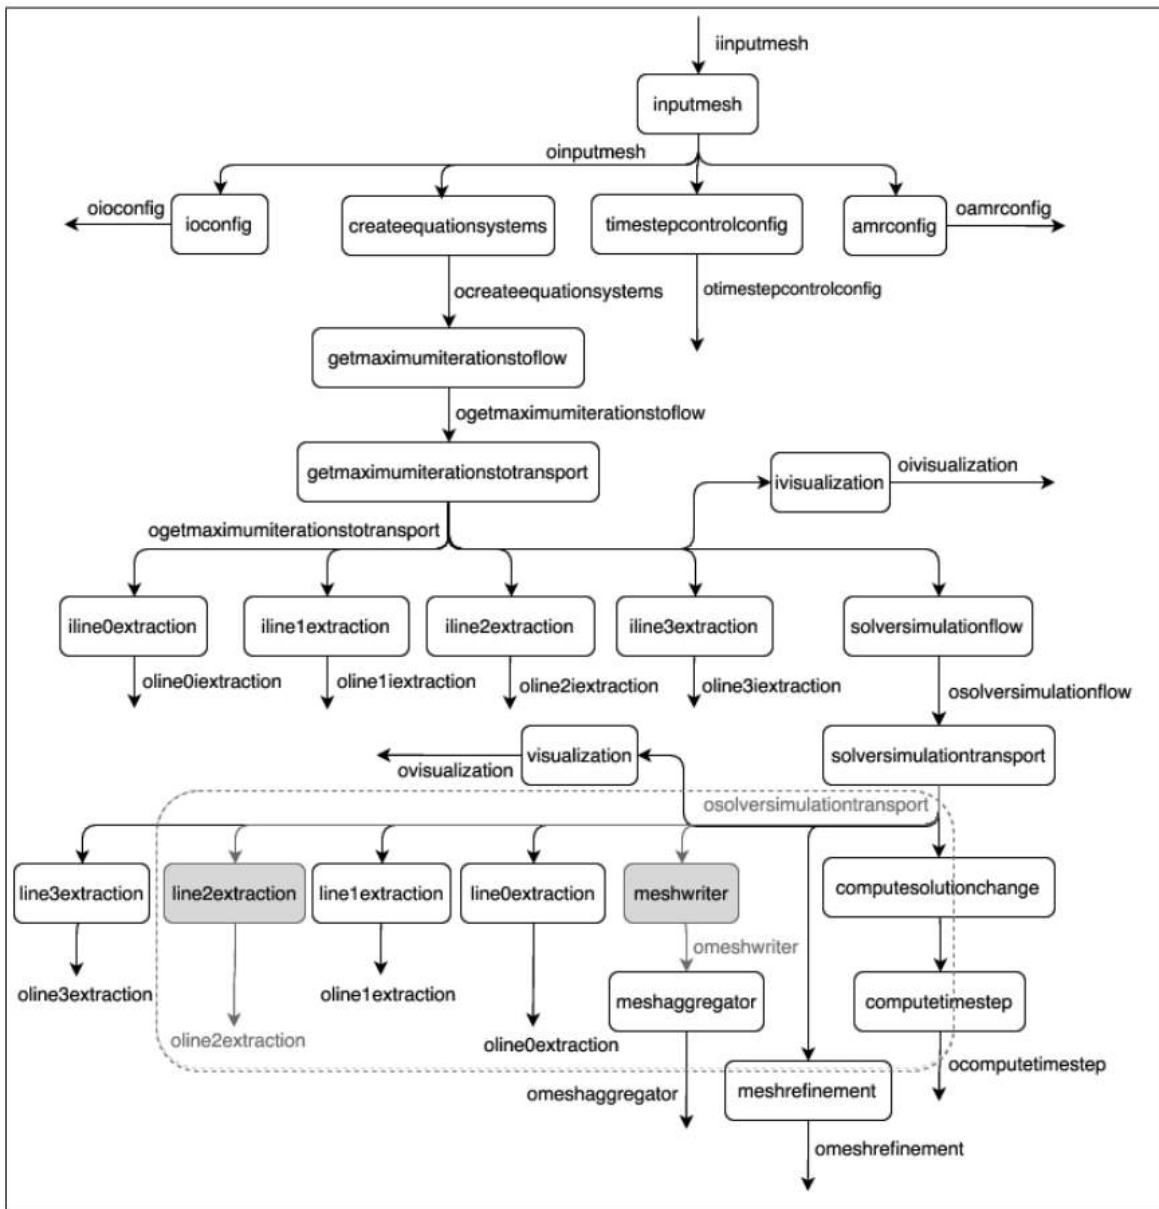 iinputmesh
inputmesh
oinputmesh
oioconfig
ioconfig
createequationsystems
timestepcontrolconfig
amrconfig
oamrconfig
ocreateequationsystems
otimestepcontrolconfig
getmaximumiterationstoflow
ogetmaximumiterationstoflow
getmaximumiterationstotransport
ivisualization
oivisualization
ogetmaximumiterationstotransport
iline0extraction
iline1extraction
iline2extraction
iline3extraction
solversimulationflow
oline0iextraction
oline1iextraction
oline2iextraction
oline3iextraction
osolversimulationflow
ovisualization
visualization
solversimulationtransport
osolversimulationtransport
line3extraction
line2extraction
line1extraction
line0extraction
meshwriter
computesolutionchange
omeshwriter
oline3extraction
oline1extraction
meshaggregator
computetimestep
oline2extraction
oline0extraction
ocomputetimestep
omeshaggregator
meshrefinement
omeshrefinement